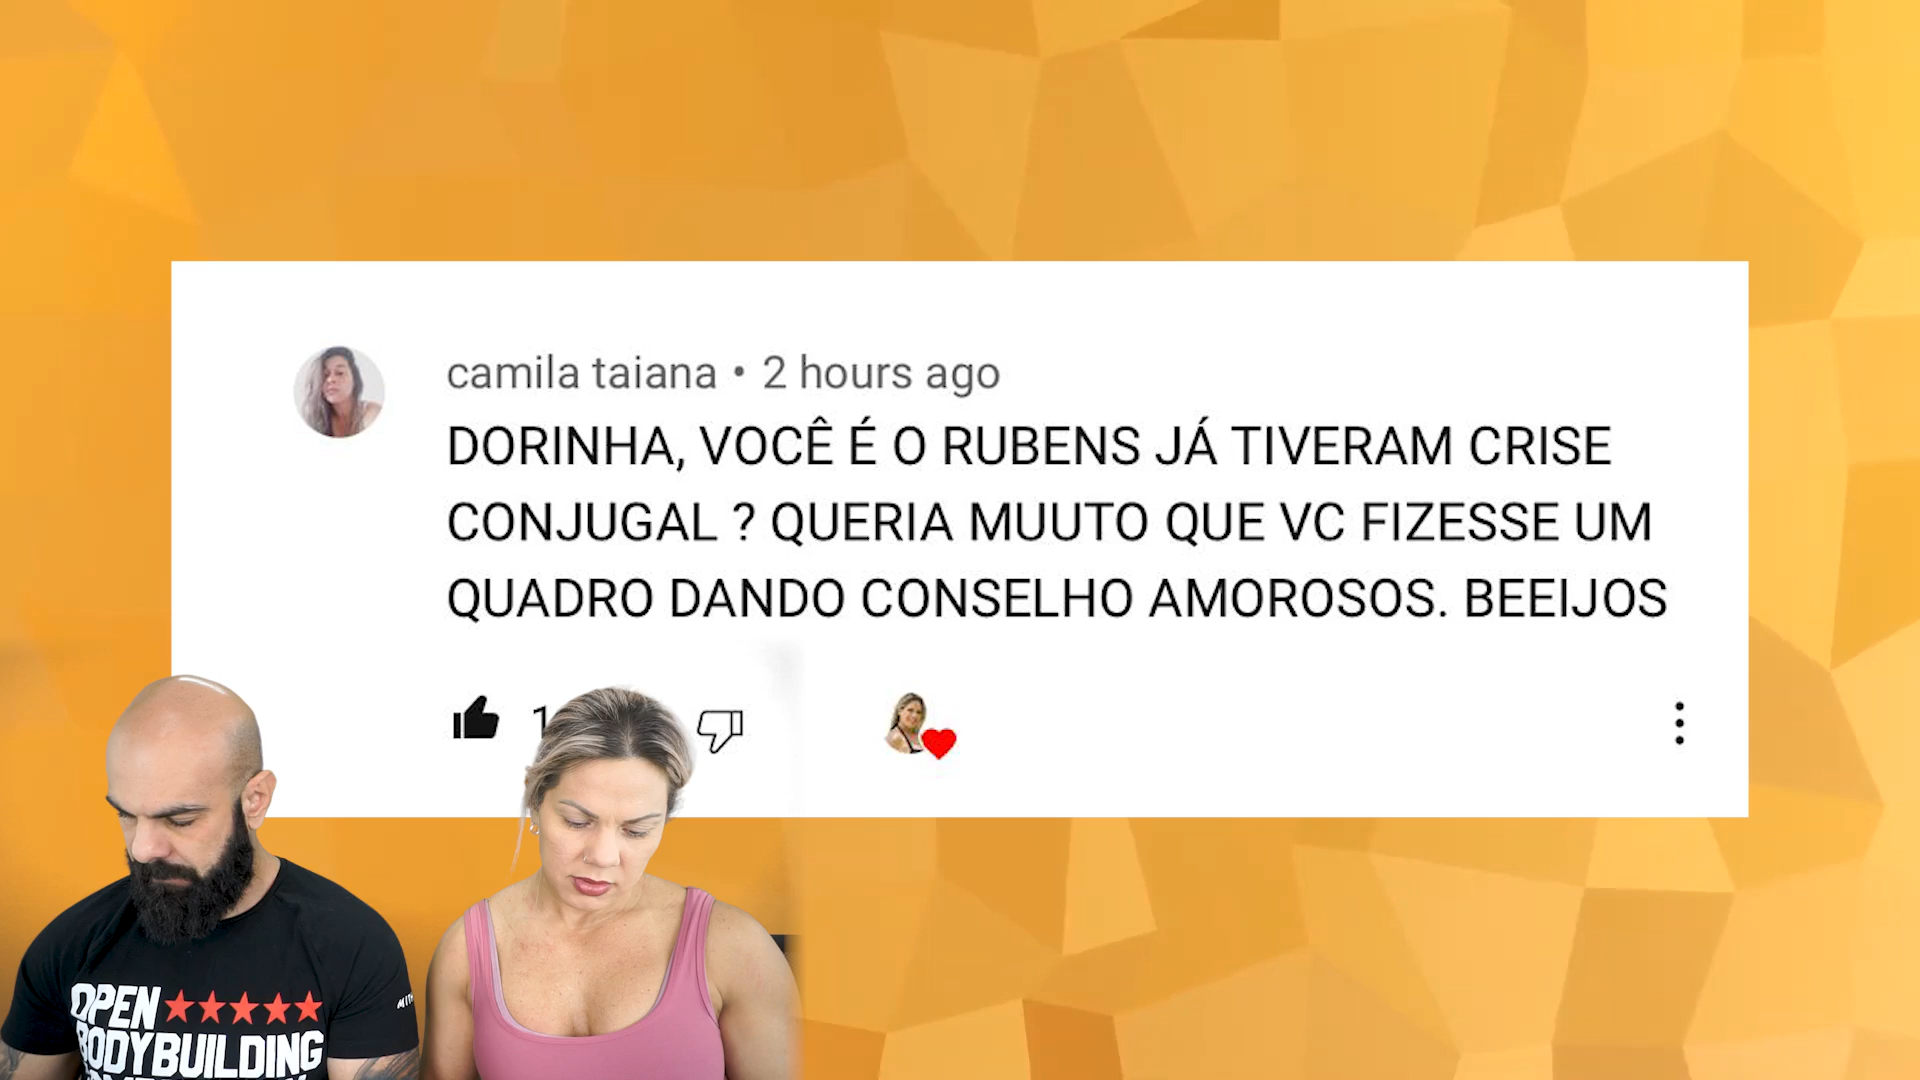 camila taiana • 2 hours ago
DORINHA, VOCÊ É O RUBENS JÁ TIVERAM CRISE
CONJUGAL ? QUERIA MUUTO QUE VC FIZESSE UM
QUADRO DANDO CONSELHO AMOROSOS. BEEIJOS
1
OPEN
BODYBUILDING